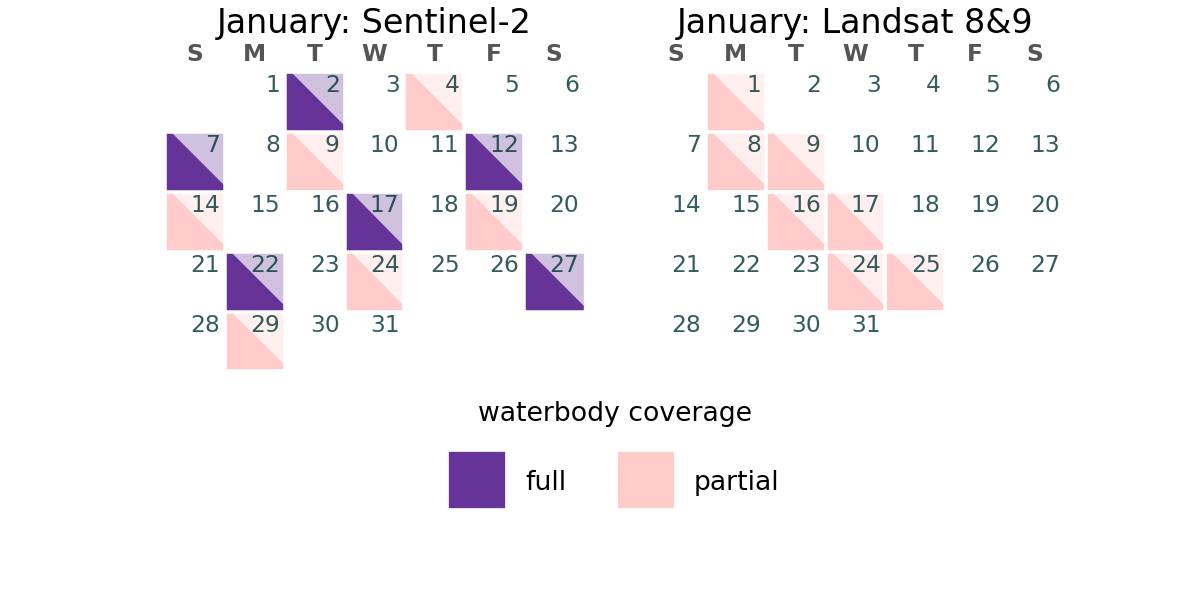 January: Sentinel-2
S M T W T F S
1 2 3 4 5 6
7 8 9 10 11 12 13
14 15 16 17 18 19 20
21 22 23 24 25 26 27
28 29 30 31
January: Landsat 8&9
S M T W T F S
1 2 3 4 5 6
7 8 9 10 11 12 13
14 15 16 17 18 19 20
21 22 23 24 25 26 27
28 29 30 31
waterbody coverage
full partial